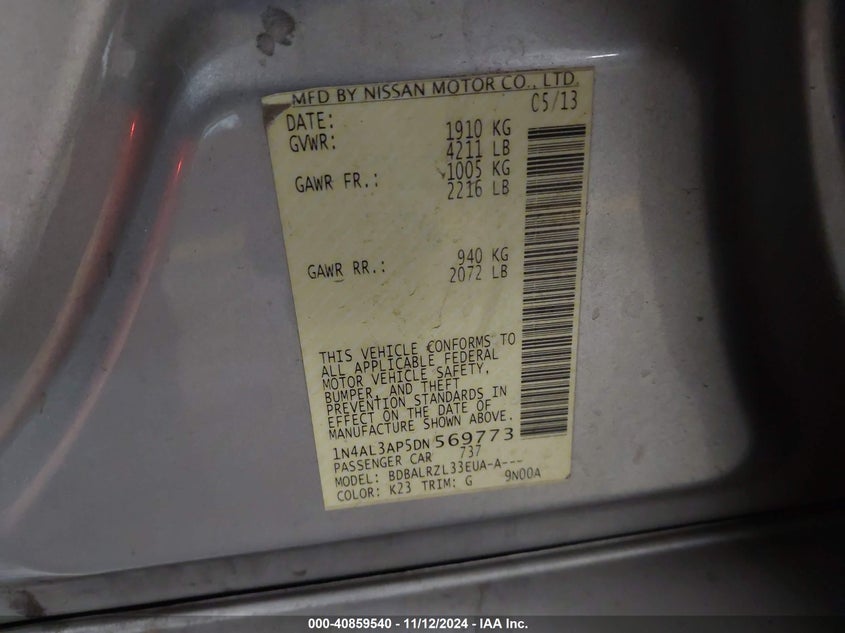 MFD BY NISSAN MOTOR CO., LTD.
DATE: 05/13
GVWR: 1910 KG
4211 LB
GAWR FR.: 1005 KG
2216 LB
GAWR RR.: 940 KG
2072 LB
THIS VEHICLE CONFORMS TO
ALL APPLICABLE FEDERAL
MOTOR VEHICLE SAFETY,
BUMPER, AND THEFT
PREVENTION STANDARDS IN
EFFECT ON THE DATE OF
MANUFACTURE SHOWN ABOVE.
1N4AL3AP5DN569773
PASSENGER CAR 737
MODEL: BDBALRZL33EUA-A---
COLOR: K23 TRIM: G 9N00A
000-40859540 - 11/12/2024 - IAA Inc.